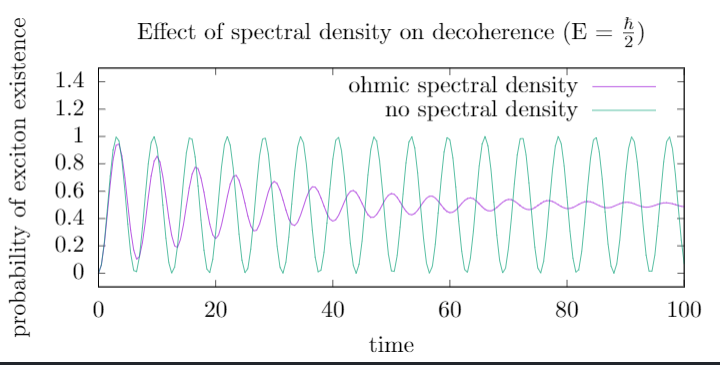 Effect of spectral density on decoherence (E = ħ/2)
probability of exciton existence
ohmic spectral density
no spectral density
1.4
1.2
1
0.8
0.6
0.4
0.2
0
0 20 40 60 80 100
time